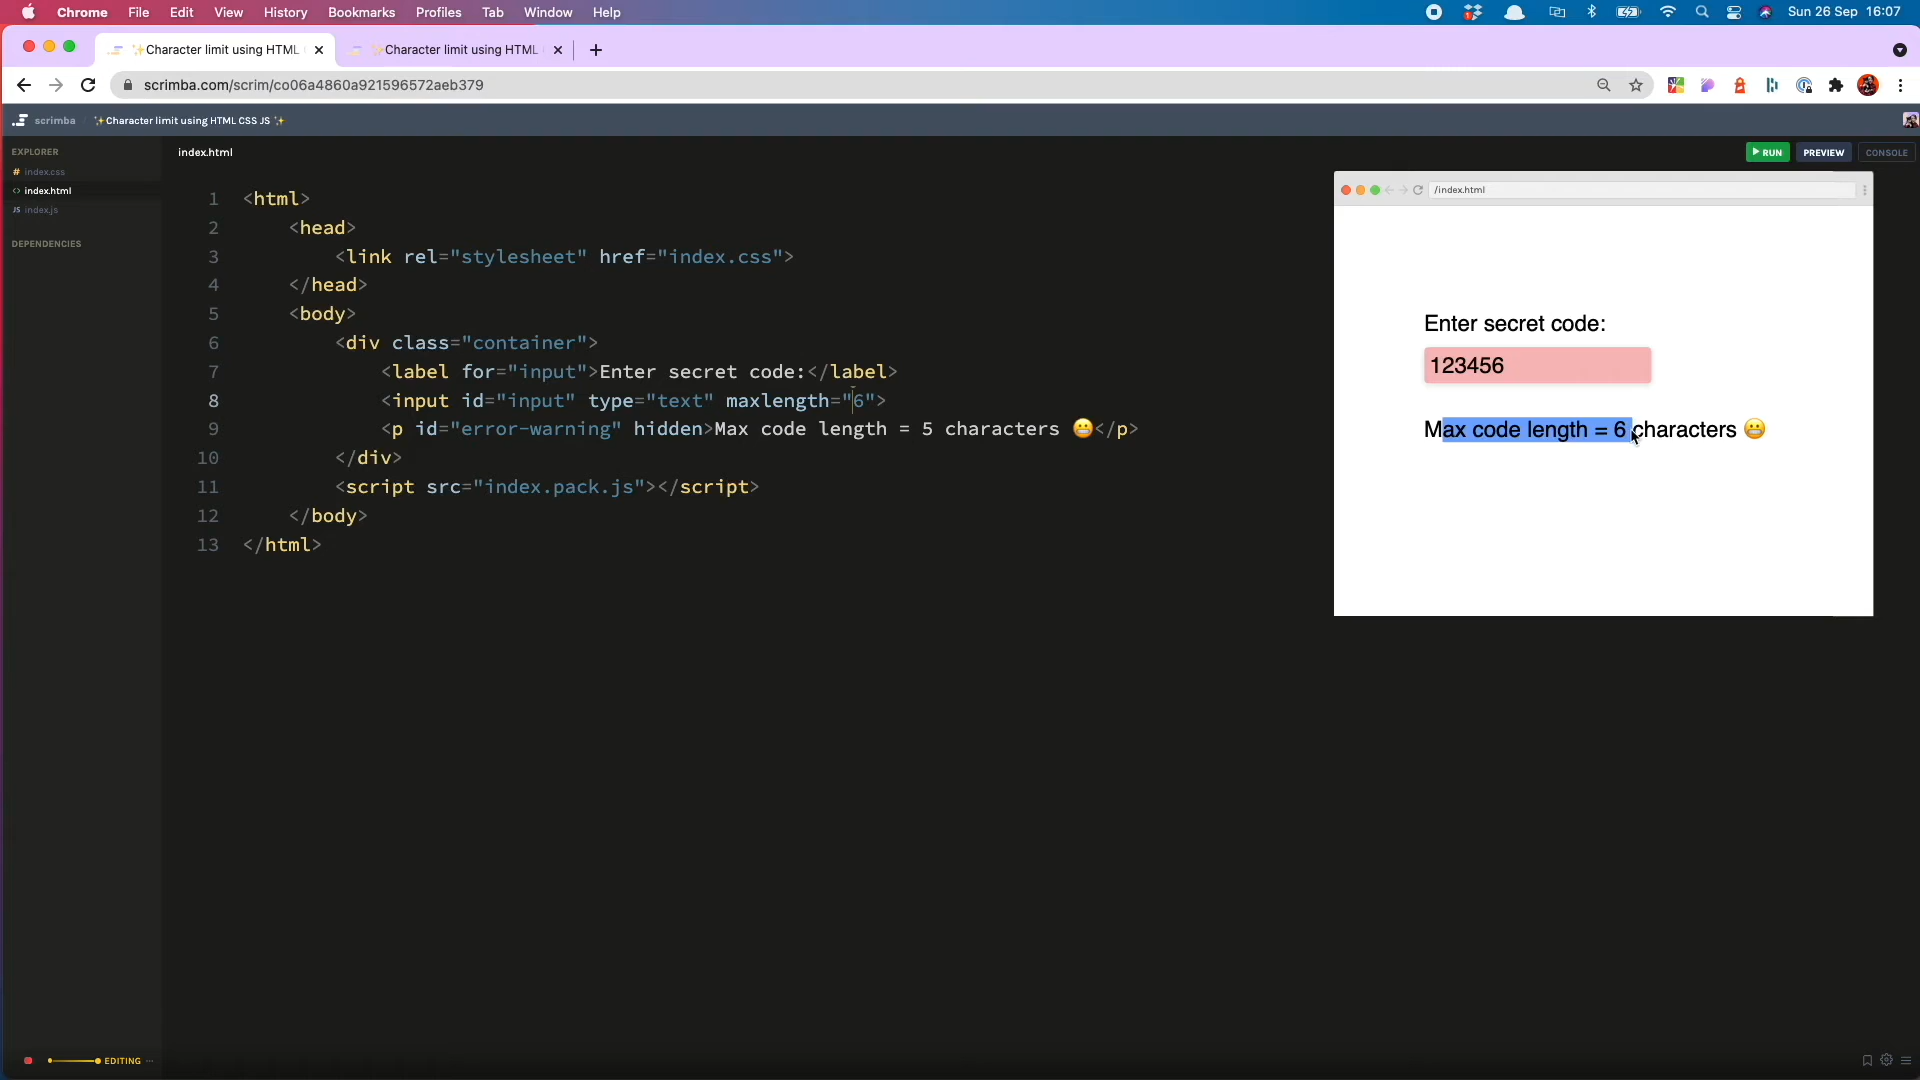 Chrome File Edit View History Bookmarks Profiles Tab Window Help Sun 26 Sep 16:07
✨Character limit using HTML ✨Character limit using HTML
scrimba.com/scrim/co06a4860a921596572aeb379
scrimba / ✨Character limit using HTML CSS JS ✨
EXPLORER
# index.css
<> index.html
JS index.js
DEPENDENCIES
index.html
RUN PREVIEW CONSOLE
1 <html>
2 <head>
3 <link rel="stylesheet" href="index.css">
4 </head>
5 <body>
6 <div class="container">
7 <label for="input">Enter secret code:</label>
8 <input id="input" type="text" maxlength="6">
9 <p id="error-warning" hidden>Max code length = 5 characters 😬</p>
10 </div>
11 <script src="index.pack.js"></script>
12 </body>
13 </html>
/index.html
Enter secret code:
123456
Max code length = 6 characters 😬
EDITING ...